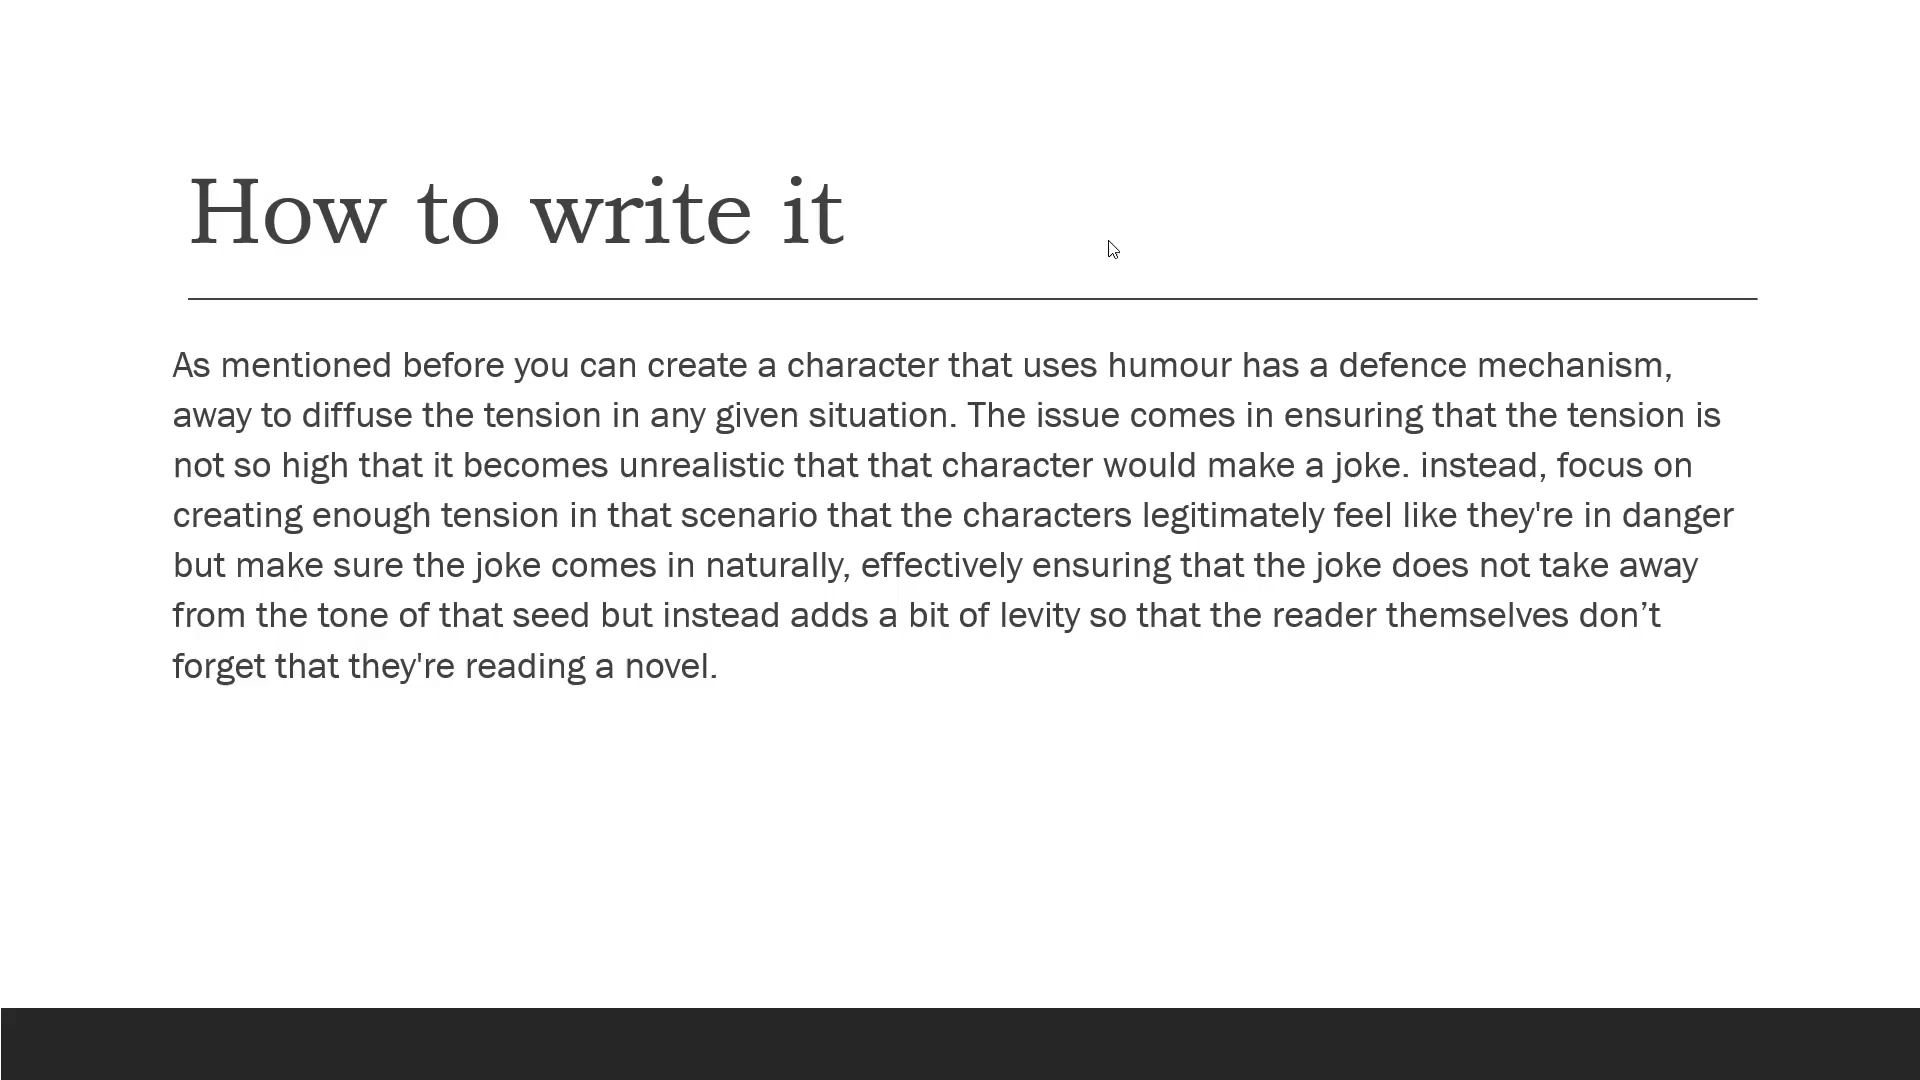 How to write it
As mentioned before you can create a character that uses humour has a defence mechanism,
away to diffuse the tension in any given situation. The issue comes in ensuring that the tension is
not so high that it becomes unrealistic that that character would make a joke. instead, focus on
creating enough tension in that scenario that the characters legitimately feel like they're in danger
but make sure the joke comes in naturally, effectively ensuring that the joke does not take away
from the tone of that seed but instead adds a bit of levity so that the reader themselves don’t
forget that they're reading a novel.